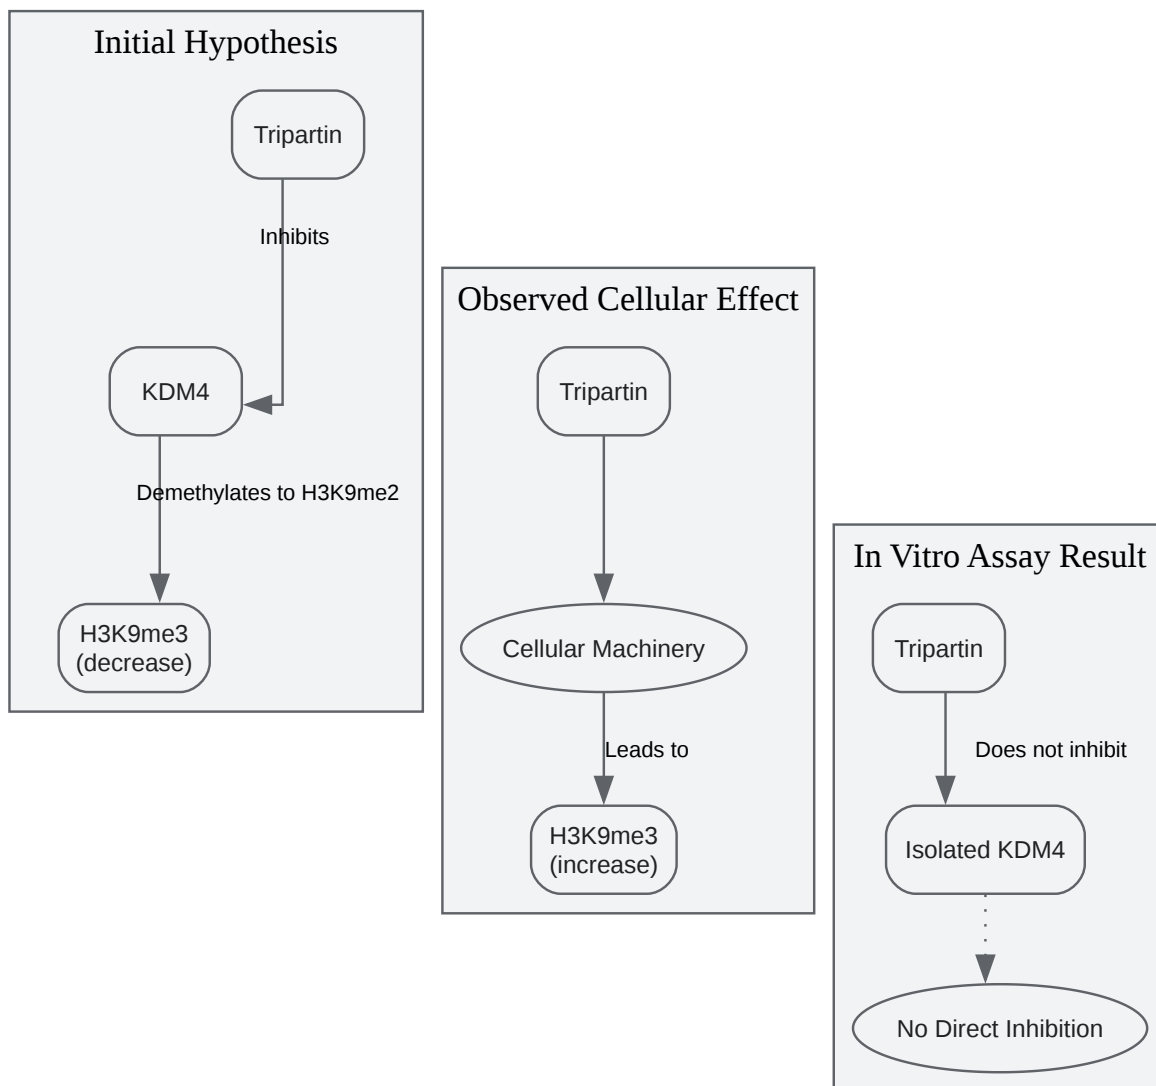 Initial Hypothesis
Tripartin
Inhibits
KDM4
Demethylates to H3K9me2
H3K9me3
(decrease)
Observed Cellular Effect
Tripartin
Cellular Machinery
Leads to
H3K9me3
(increase)
In Vitro Assay Result
Tripartin
Does not inhibit
Isolated KDM4
No Direct Inhibition